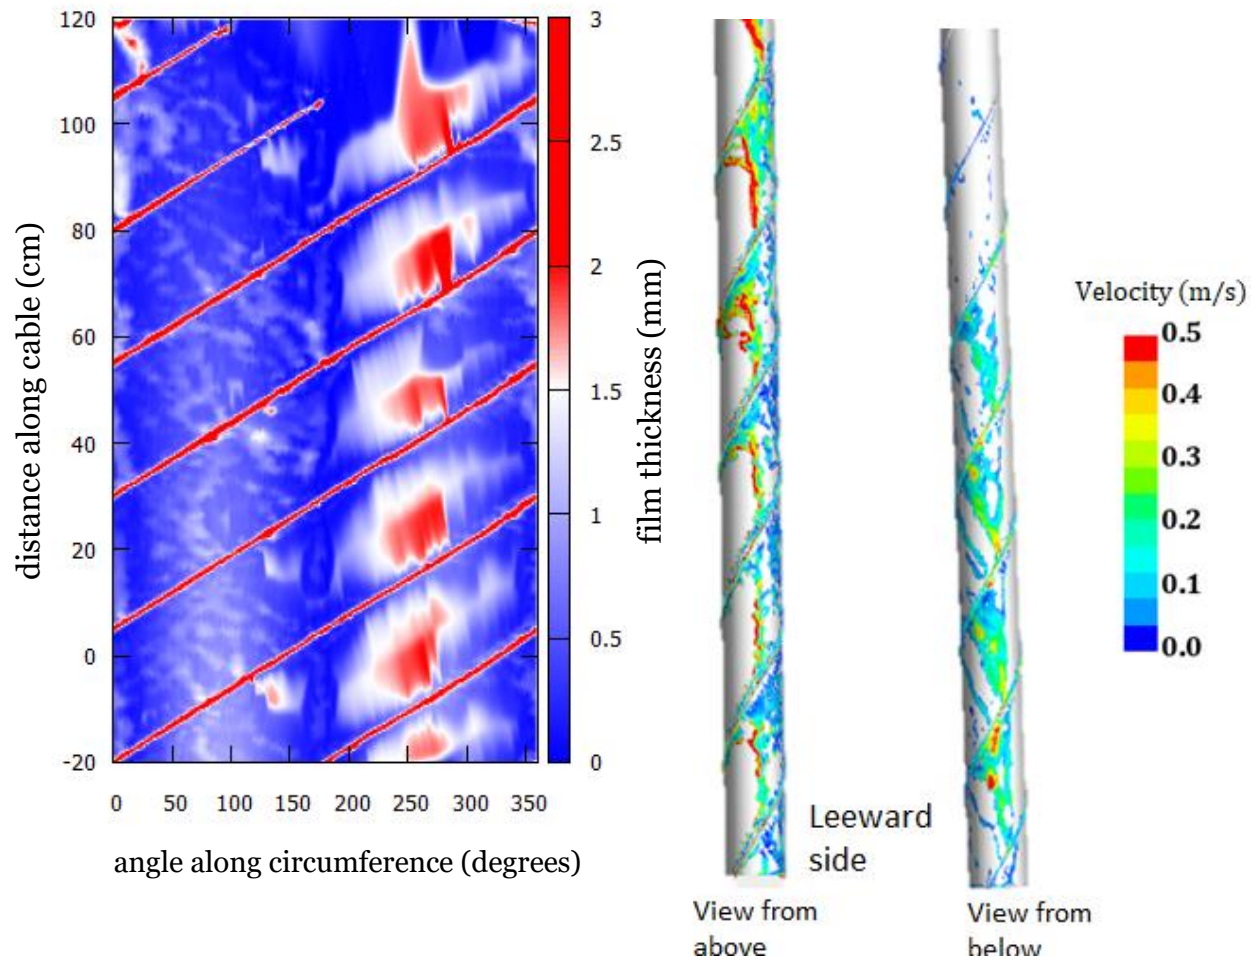 120
100
80
60
40
20
0
-20
distance along cable (cm)
0 50 100 150 200 250 300 350
angle along circumference (degrees)
3
2.5
2
1.5
1
0.5
0
film thickness (mm)
Leeward
side
View from
above
View from
below
Velocity (m/s)
0.5
0.4
0.3
0.2
0.1
0.0